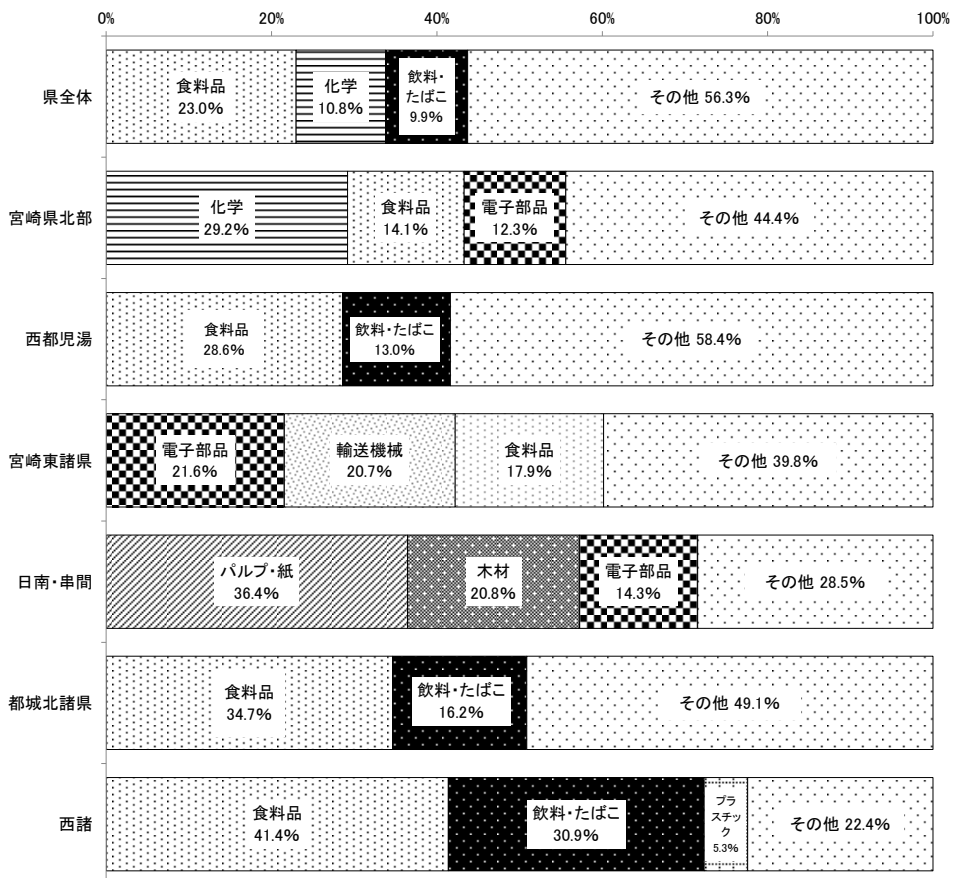 0% 20% 40% 60% 80% 100%
県全体
食料品
23.0%
化学
10.8%
飲料・
たばこ
9.9%
その他 56.3%
宮崎県北部
化学
29.2%
食料品
14.1%
電子部品
12.3%
その他 44.4%
西都児湯
食料品
28.6%
飲料・たばこ
13.0%
その他 58.4%
宮崎東諸県
電子部品
21.6%
輸送機械
20.7%
食料品
17.9%
その他 39.8%
日南・串間
パルプ・紙
36.4%
木材
20.8%
電子部品
14.3%
その他 28.5%
都城北諸県
食料品
34.7%
飲料・たばこ
16.2%
その他 49.1%
西諸
食料品
41.4%
飲料・たばこ
30.9%
プラ
スチッ
ク
5.3%
その他 22.4%